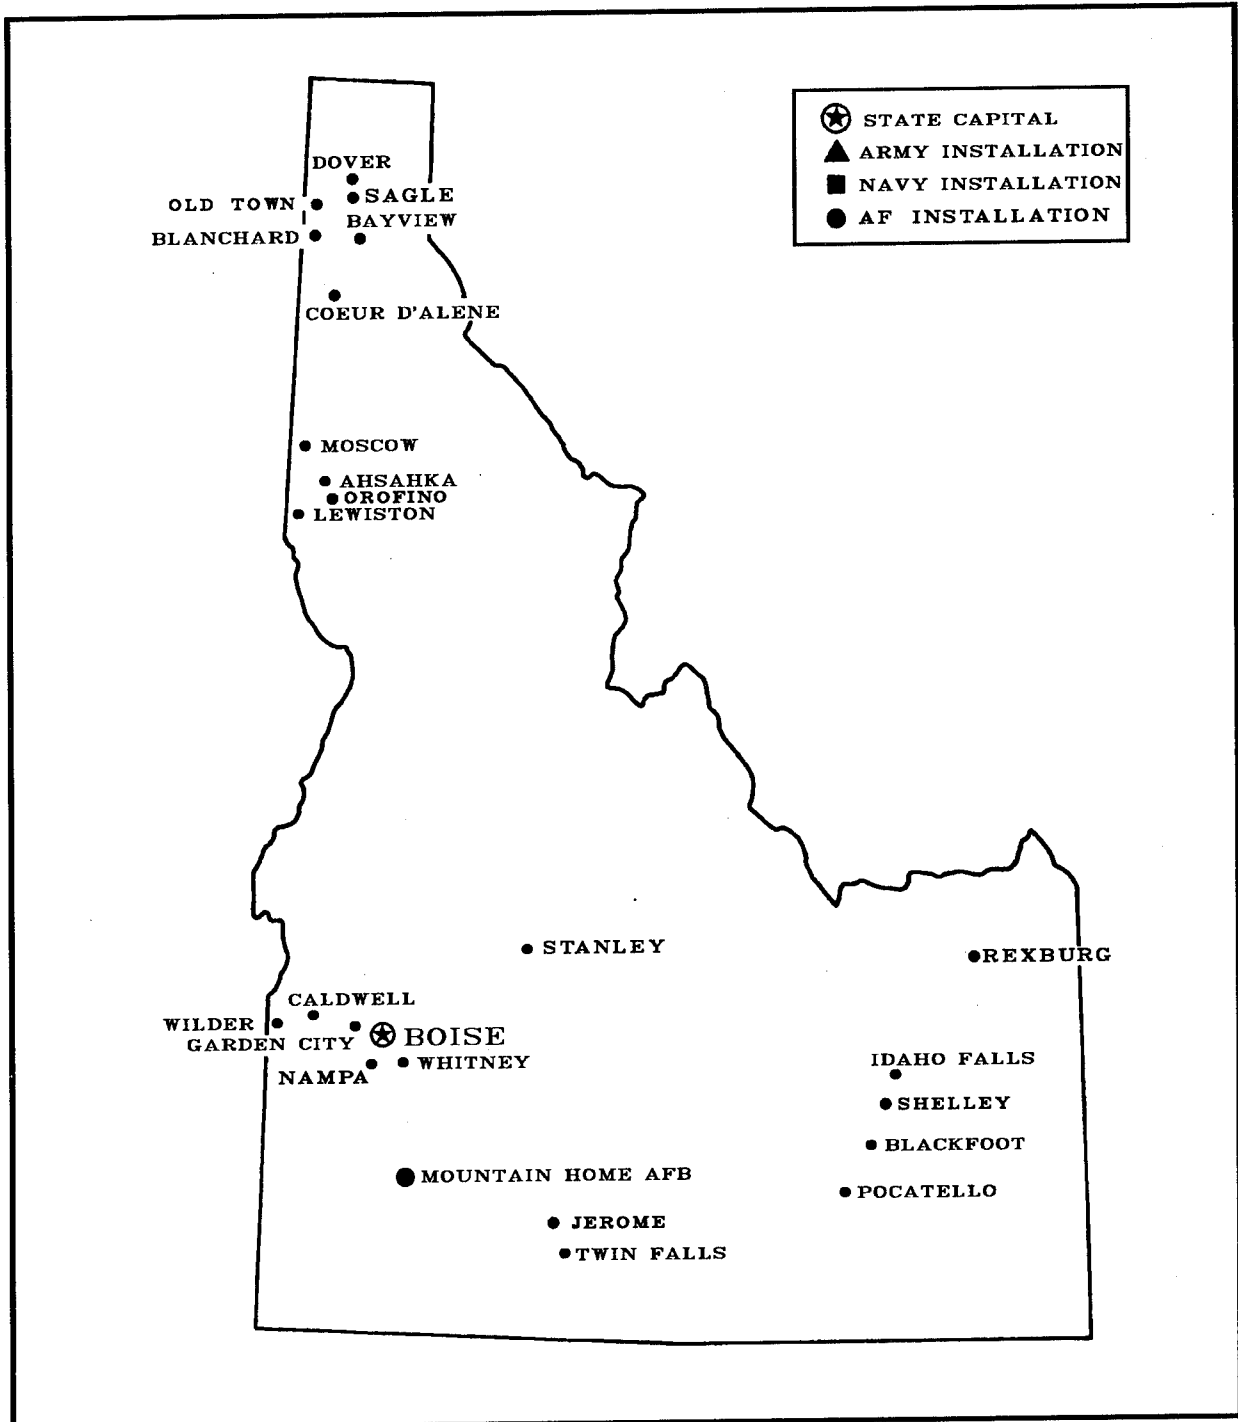 STATE CAPITAL
ARMY INSTALLATION
NAVY INSTALLATION
AF INSTALLATION
DOVER
SAGLE
OLD TOWN
BAYVIEW
BLANCHARD
COEUR D'ALENE
MOSCOW
AHSAHKA
OROFINO
LEWISTON
STANLEY
REXBURG
CALDWELL
WILDER
GARDEN CITY
BOISE
NAMPA
WHITNEY
IDAHO FALLS
SHELLEY
BLACKFOOT
MOUNTAIN HOME AFB
POCATELLO
JEROME
TWIN FALLS